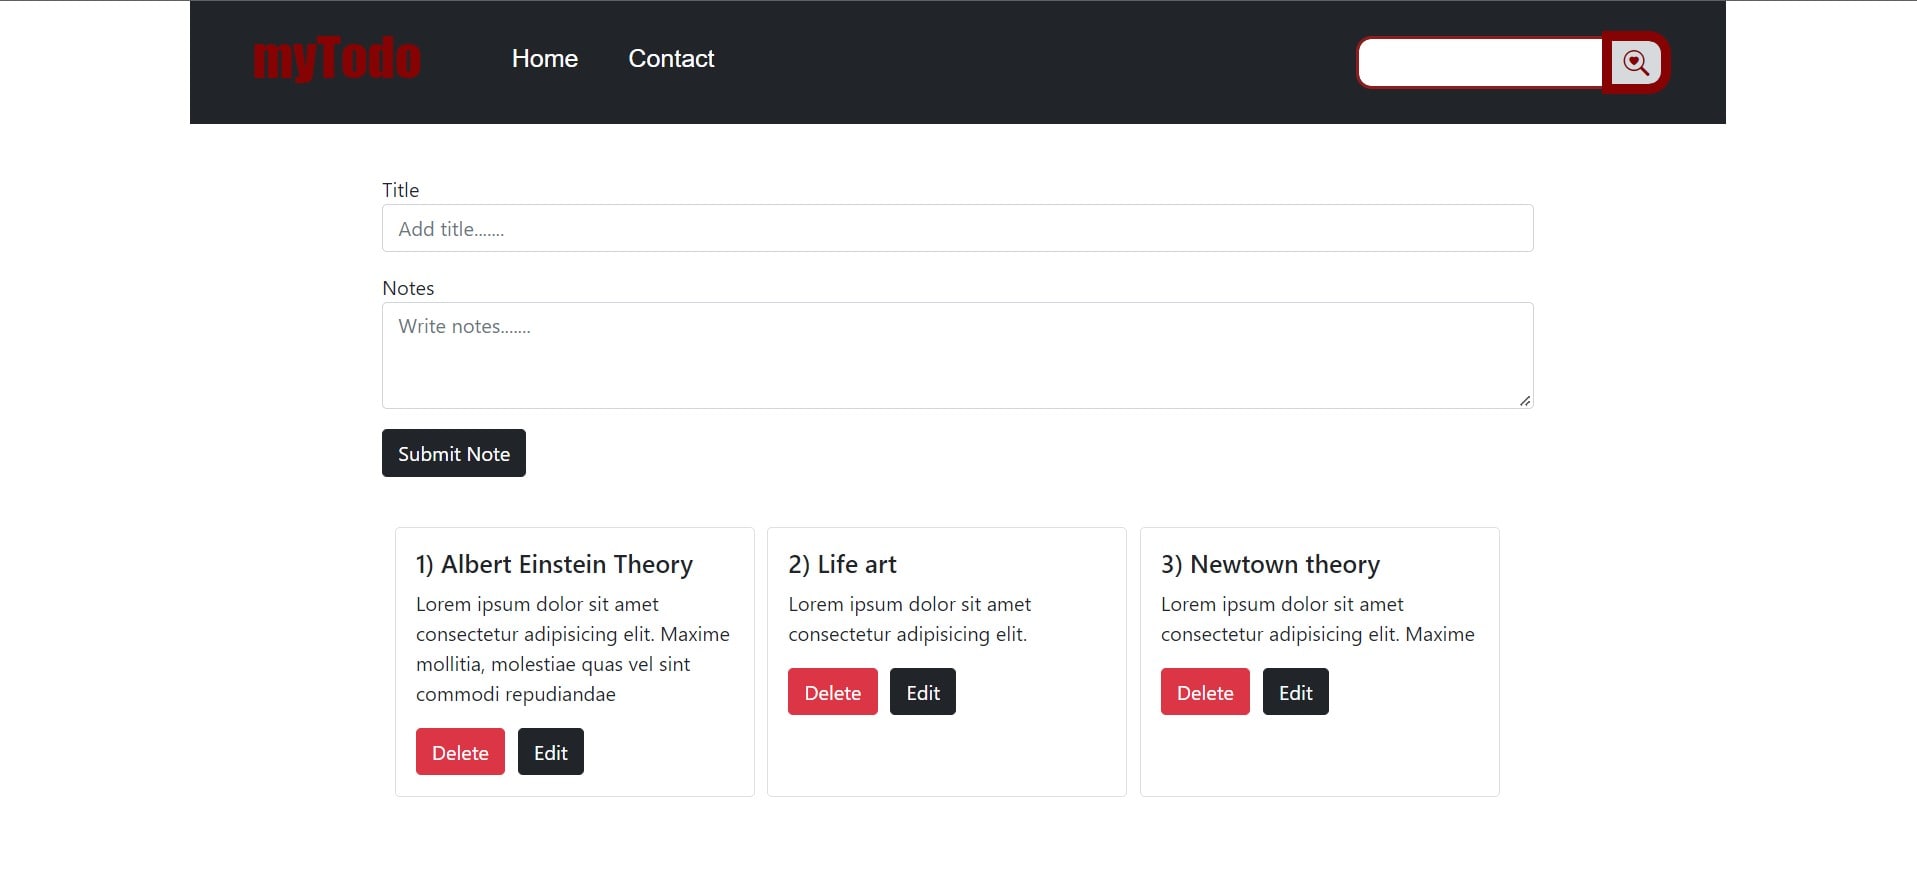 myTodo Home Contact
Title
Add title.......
Notes
Write notes.......
Submit Note
1) Albert Einstein Theory
Lorem ipsum dolor sit amet
consectetur adipisicing elit. Maxime
mollitia, molestiae quas vel sint
commodi repudiandae
Delete Edit
2) Life art
Lorem ipsum dolor sit amet
consectetur adipisicing elit.
Delete Edit
3) Newtown theory
Lorem ipsum dolor sit amet
consectetur adipisicing elit. Maxime
Delete Edit